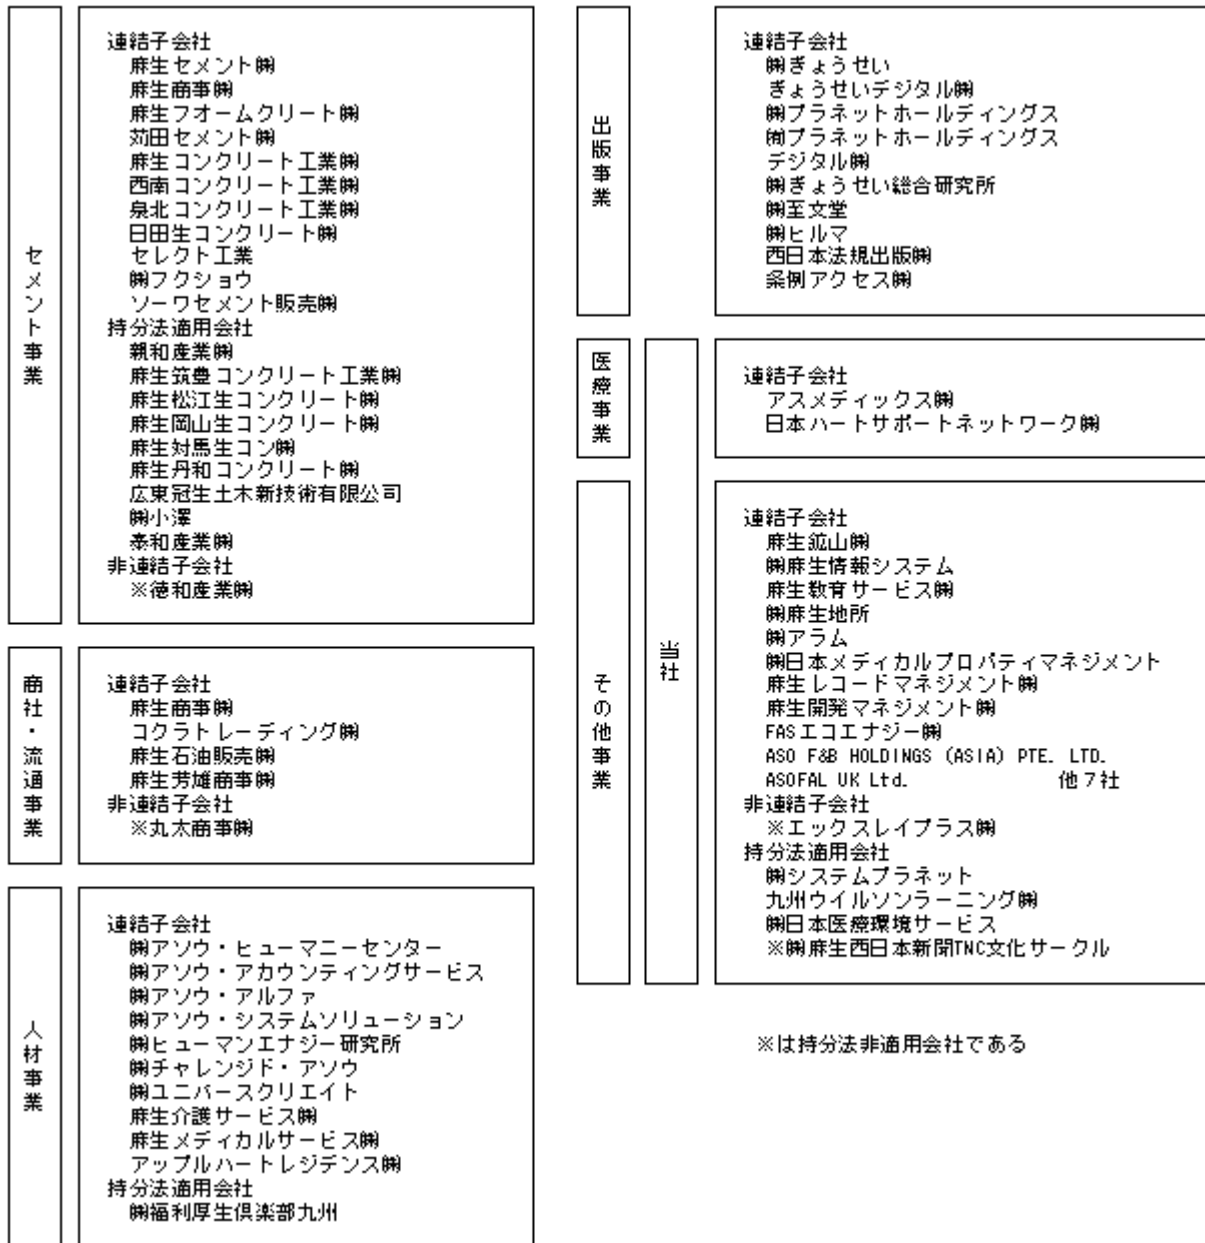 セメント事業
連結子会社
麻生セメント㈱
麻生商事㈱
麻生フオームクリート㈱
苅田セメント㈱
麻生コンクリート工業㈱
西南コンクリート工業㈱
泉北コンクリート工業㈱
日田生コンクリート㈱
セレクト工業
㈱フクショウ
ソーワセメント販売㈱
持分法適用会社
親和産業㈱
麻生筑豊コンクリート工業㈱
麻生松江生コンクリート㈱
麻生岡山生コンクリート㈱
麻生対馬生コン㈱
麻生丹和コンクリート㈱
広東冠生土木新技術有限公司
㈱小澤
泰和産業㈱
非連結子会社
※徳和産業㈱
商社・流通事業
連結子会社
麻生商事㈱
コクラトレーディング㈱
麻生石油販売㈱
麻生芳雄商事㈱
非連結子会社
※丸太商事㈱
人材事業
連結子会社
㈱アソウ・ヒューマニーセンター
㈱アソウ・アカウンティングサービス
㈱アソウ・アルファ
㈱アソウ・システムソリューション
㈱ヒューマンエナジー研究所
㈱チャレンジド・アソウ
㈱ユニバースクリエイト
麻生介護サービス㈱
麻生メディカルサービス㈱
アップルハートレジデンス㈱
持分法適用会社
㈱福利厚生倶楽部九州
出版事業
連結子会社
㈱ぎょうせい
ぎょうせいデジタル㈱
㈱プラネットホールディングス
㈲プラネットホールディングス
デジタル㈱
㈱ぎょうせい総合研究所
㈱至文堂
㈱ヒルマ
西日本法規出版㈱
条例アクセス㈱
医療事業
当社
連結子会社
アスメディックス㈱
日本ハートサポートネットワーク㈱
その他事業
連結子会社
麻生鉱山㈱
㈱麻生情報システム
麻生教育サービス㈱
㈱麻生地所
㈱アラム
㈱日本メディカルプロパティマネジメント
麻生レコードマネジメント㈱
麻生開発マネジメント㈱
FASエコエナジー㈱
ASO F&B HOLDINGS (ASIA) PTE. LTD.
ASOFAL UK Ltd. 他7社
非連結子会社
※エックスレイプラス㈱
持分法適用会社
㈱システムプラネット
九州ウイルソンラーニング㈱
㈱日本医療環境サービス
※㈱麻生西日本新聞TNC文化サークル
※は持分法非適用会社である